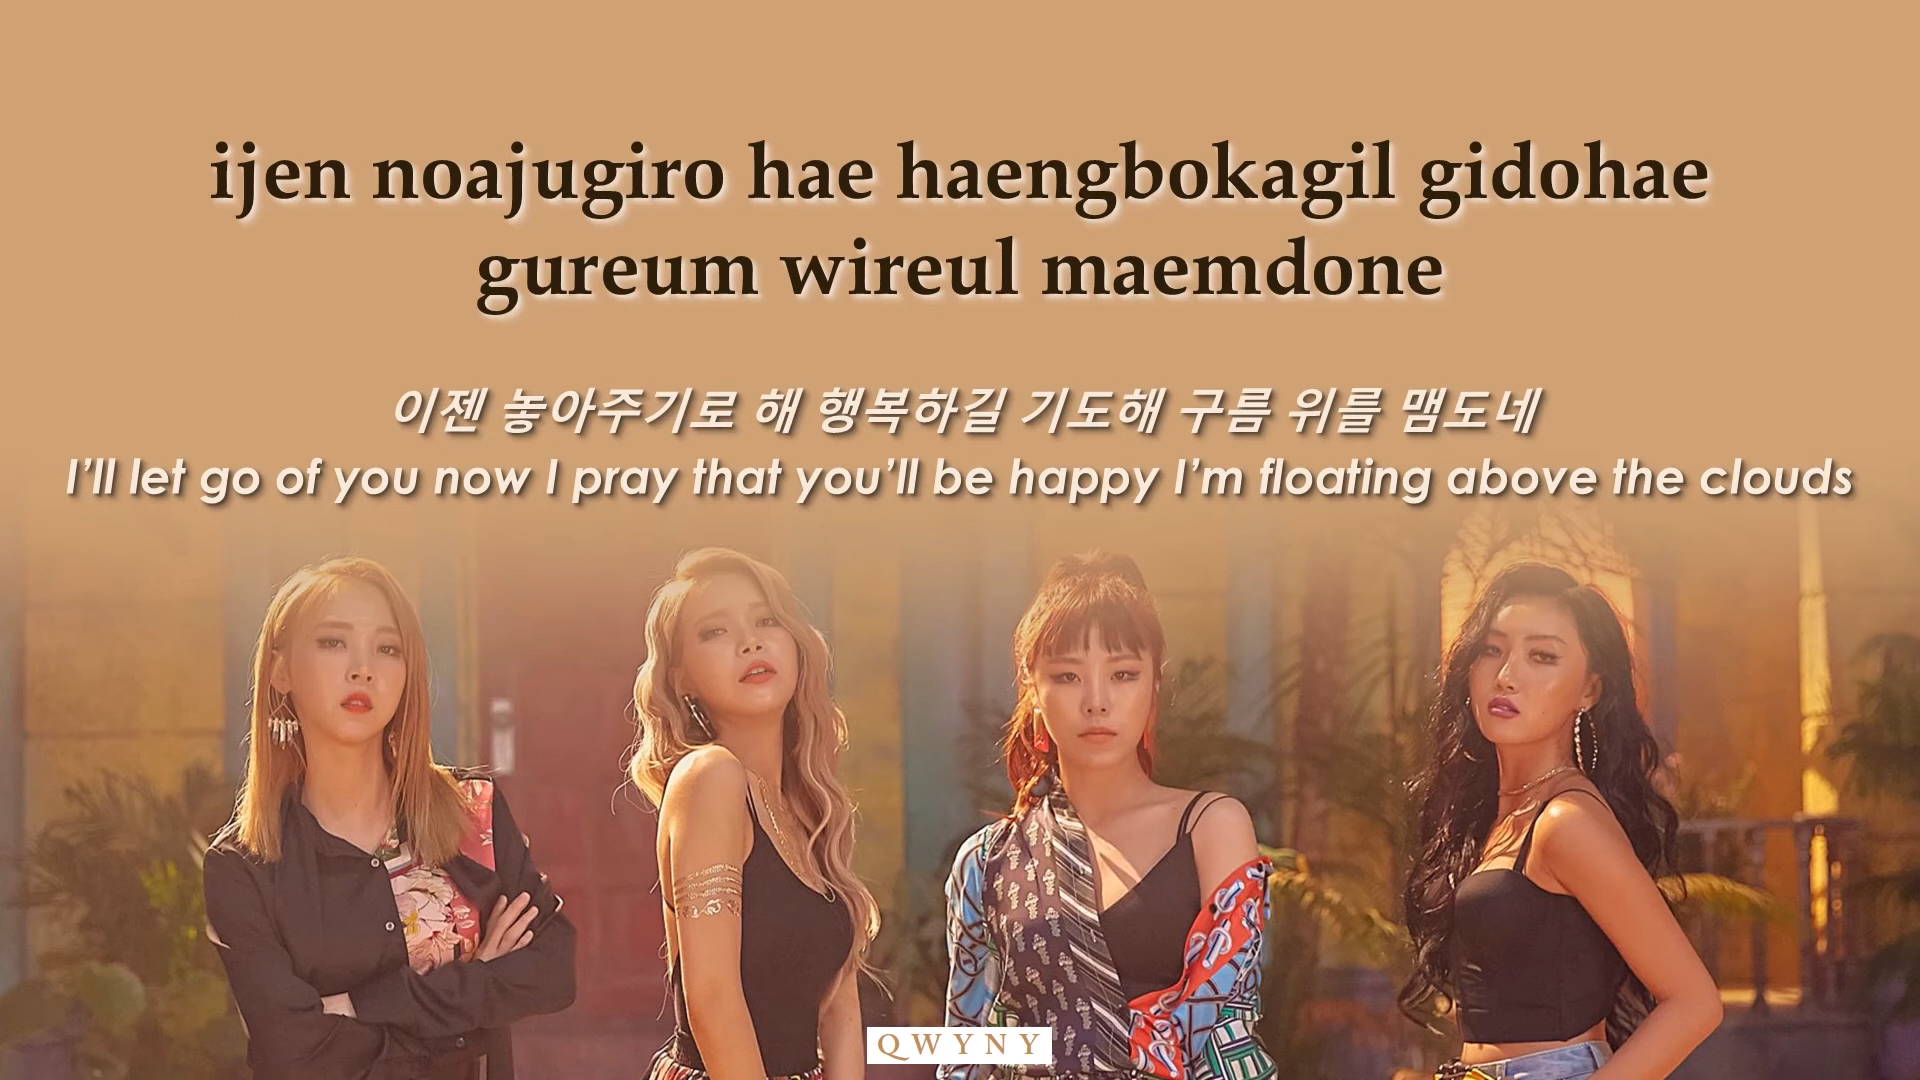 ijen noajugiro hae haengbokagil gidohae
gureum wireul maemdone
이젠 놓아주기로 해 행복하길 기도해 구름 위를 맴도네
I’ll let go of you now I pray that you’ll be happy I’m floating above the clouds
QWYNY